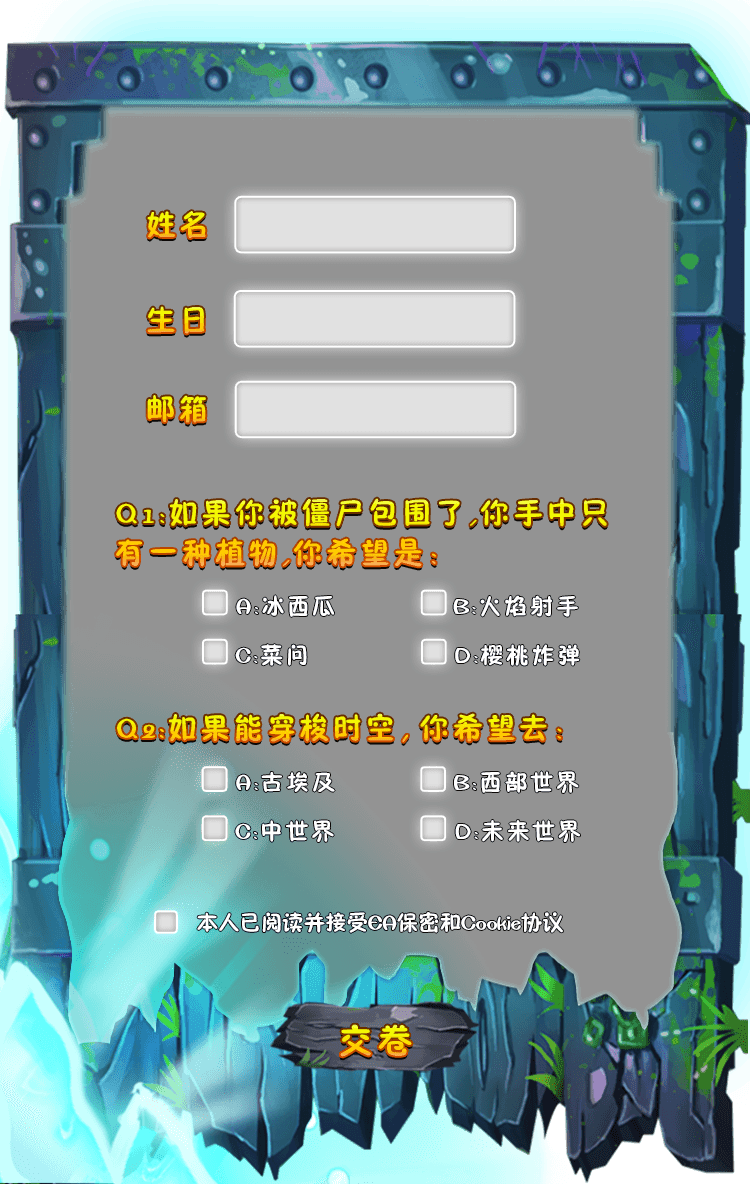 姓名
生日
邮箱
Q1:如果你被僵尸包围了,你手中只
有一种植物,你希望是:
A:冰西瓜 B:火焰射手
C:菜问 D:樱桃炸弹
Q2:如果能穿梭时空,你希望去:
A:古埃及 B:西部世界
C:中世界 D:未来世界
本人已阅读并接受EA保密和Cookie协议
交卷